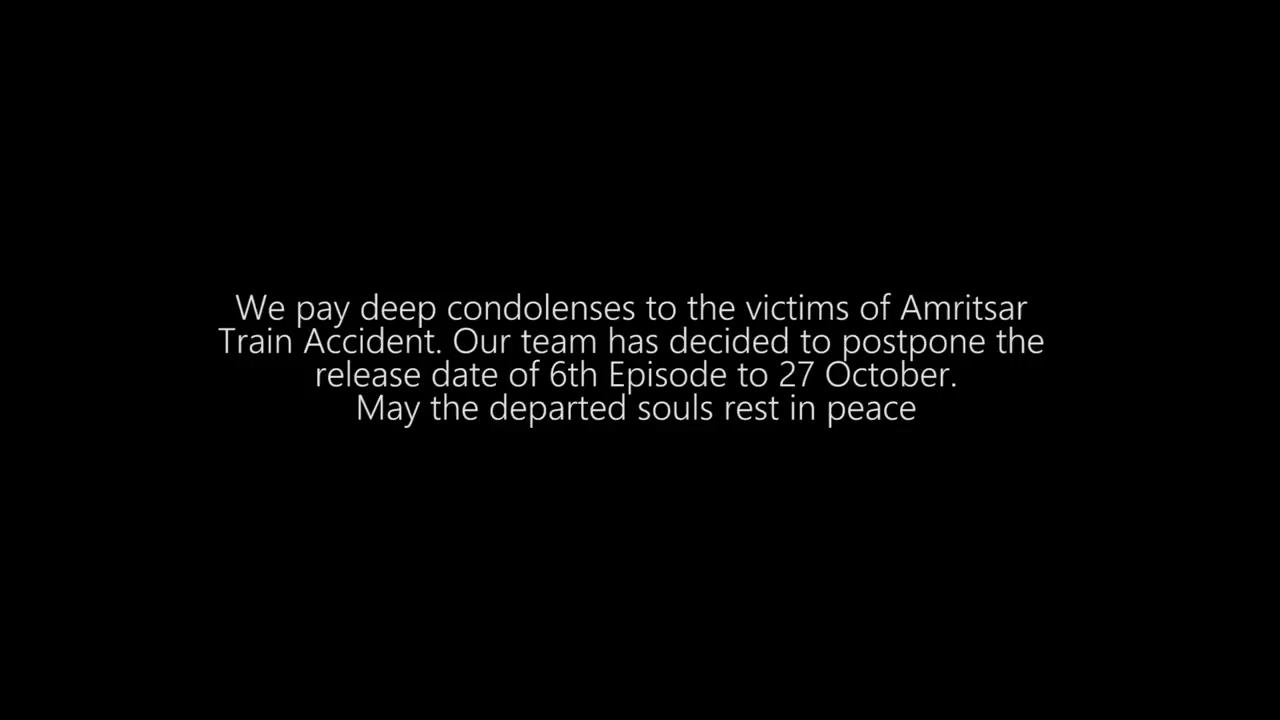 We pay deep condolenses to the victims of Amritsar
Train Accident. Our team has decided to postpone the
release date of 6th Episode to 27 October.
May the departed souls rest in peace